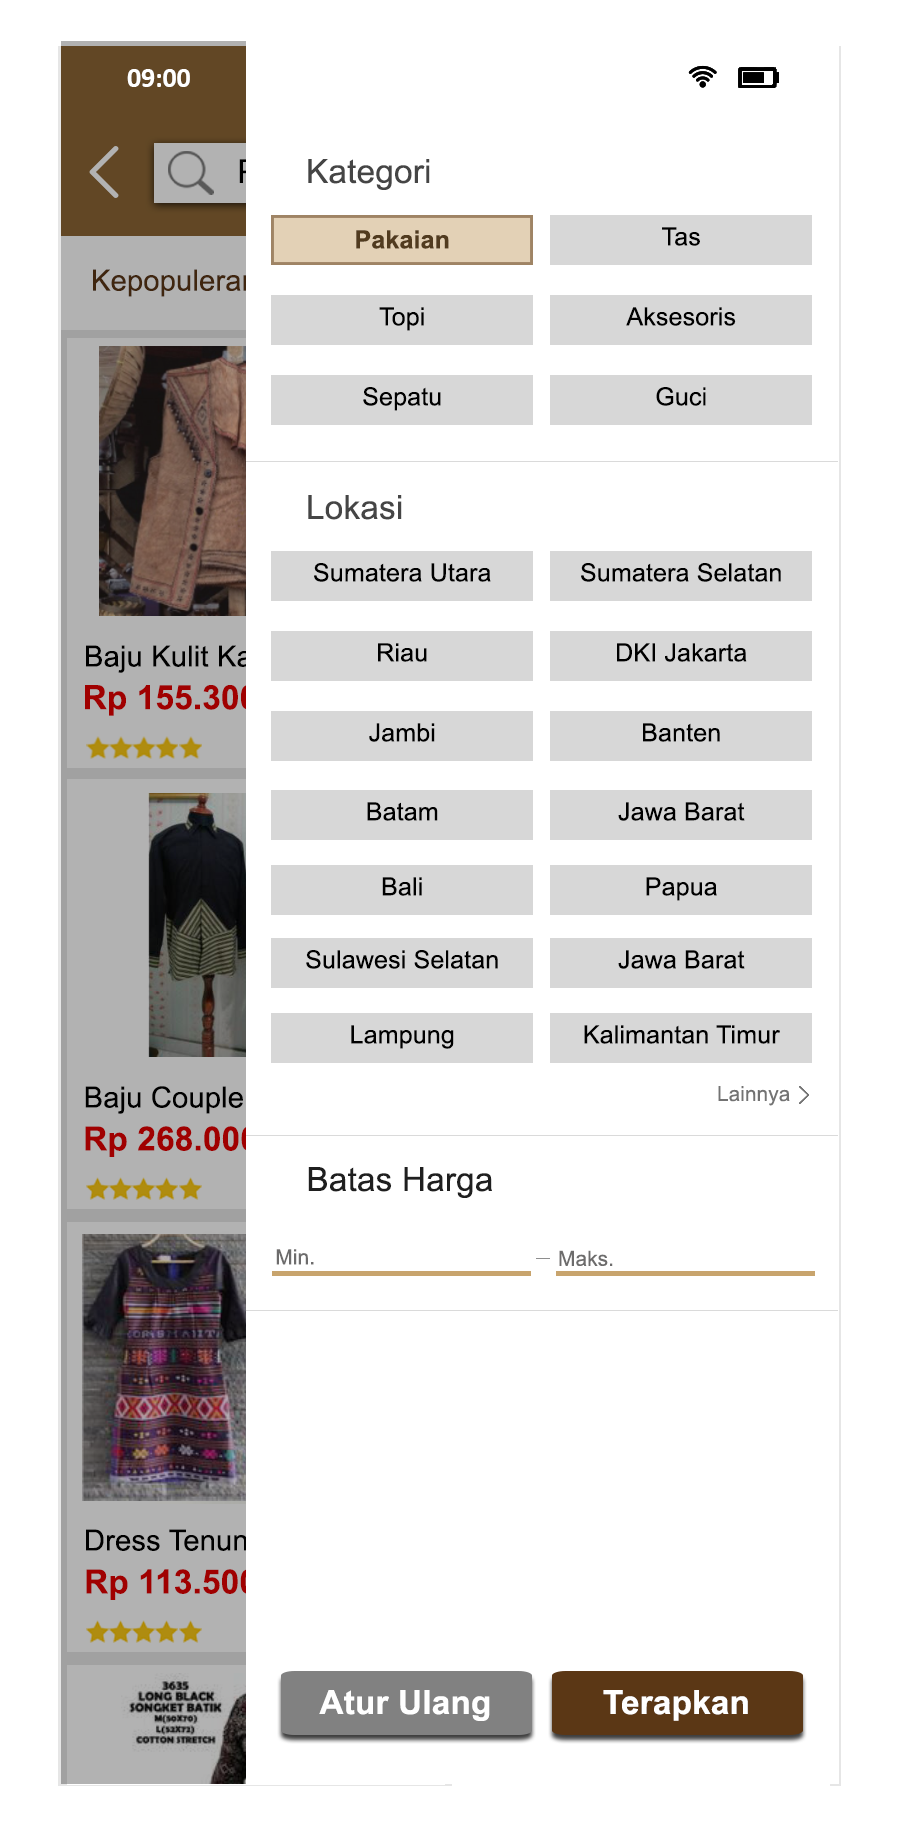 09:00
Kategori
Pakaian
Tas
Kepopuleran
Topi
Aksesoris
Sepatu
Guci
Lokasi
Sumatera Utara
Sumatera Selatan
Riau
DKI Jakarta
Baju Kulit Ka
Rp 155.300
Jambi
Banten
Batam
Jawa Barat
Bali
Papua
Sulawesi Selatan
Jawa Barat
Lampung
Kalimantan Timur
Baju Couple
Rp 268.000
Lainnya >
Batas Harga
Min.
– Maks.
Dress Tenun
Rp 113.500
3635
LONG BLACK
SONGKET BATIK
M(50X70)
L(52X72)
COTTON STRETCH
Atur Ulang
Terapkan